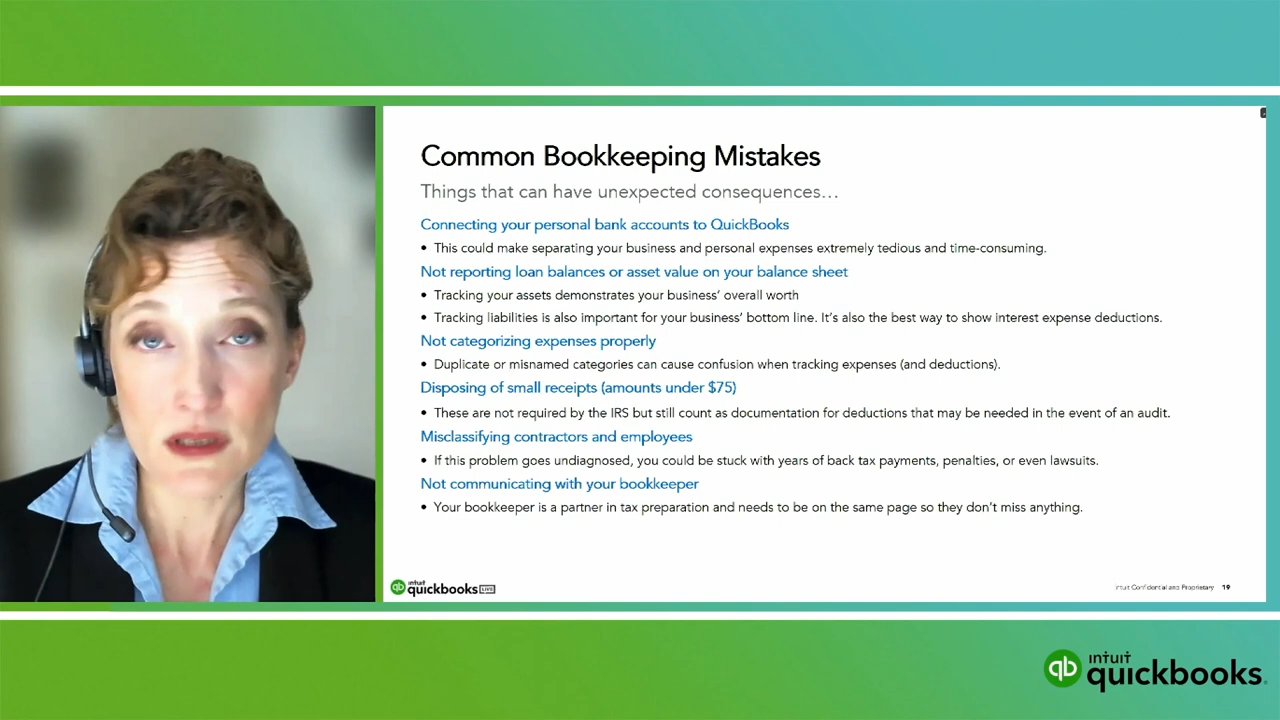 Common Bookkeeping Mistakes
Things that can have unexpected consequences…
Connecting your personal bank accounts to QuickBooks
• This could make separating your business and personal expenses extremely tedious and time-consuming.
Not reporting loan balances or asset value on your balance sheet
• Tracking your assets demonstrates your business’ overall worth
• Tracking liabilities is also important for your business’ bottom line. It’s also the best way to show interest expense deductions.
Not categorizing expenses properly
• Duplicate or misnamed categories can cause confusion when tracking expenses (and deductions).
Disposing of small receipts (amounts under $75)
• These are not required by the IRS but still count as documentation for deductions that may be needed in the event of an audit.
Misclassifying contractors and employees
• If this problem goes undiagnosed, you could be stuck with years of back tax payments, penalties, or even lawsuits.
Not communicating with your bookkeeper
• Your bookkeeper is a partner in tax preparation and needs to be on the same page so they don’t miss anything.
qb intuit quickbooks LIVE
Intuit Confidential and Proprietary 19
qb intuit quickbooks.